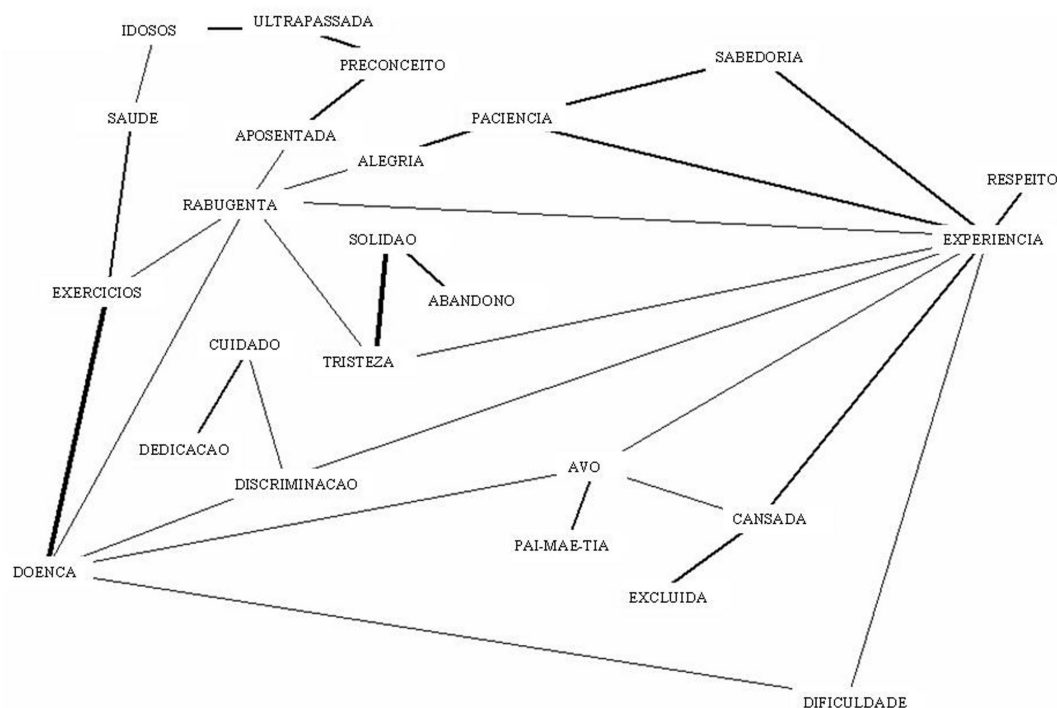 ULTRAPASSADA
IDOSOS
SABEDORIA
PRECONCEITO
SAUDE
PACIENCIA
APOSENTADA
ALEGRIA
RESPEITO
RABUGENTA
SOLIDAO
EXPERIENCIA
EXERCICIOS
ABANDONO
CUIDADO
TRISTEZA
DEDICACAO
AVO
DISCRIMINACAO
CANSADA
PAI-MAE-TIA
DOENCA
EXCLUIDA
DIFICULDADE